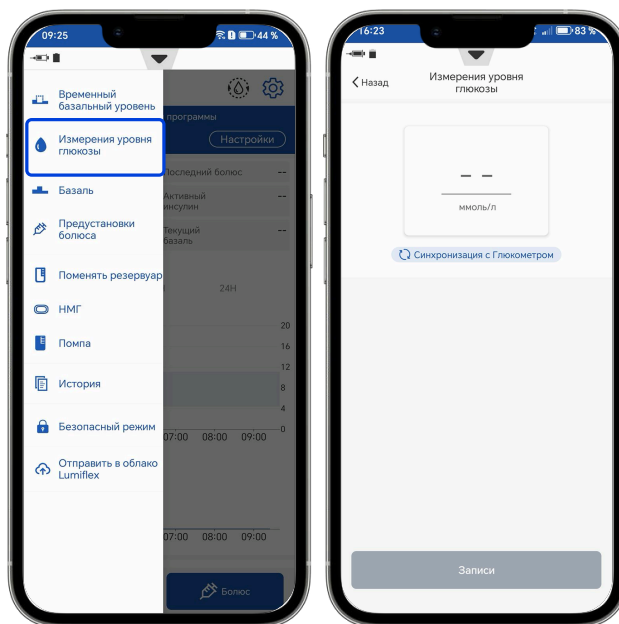 09:25
44 %
Временный
базальный уровень
Измерения уровня
глюкозы
Базаль
Предустановки
болюса
Поменять резервуар
НМГ
Помпа
История
Безопасный режим
Отправить в облако
Lumiflex
программы
Настройки
Последний болюс --
Активный
инсулин --
Текущий
базаль --
24H
20
16
12
8
4
0
07:00 08:00 09:00
07:00 08:00 09:00
Болюс
16:23
83 %
Назад
Измерения уровня
глюкозы
– –
ммоль/л
Синхронизация с Глюкометром
Записи